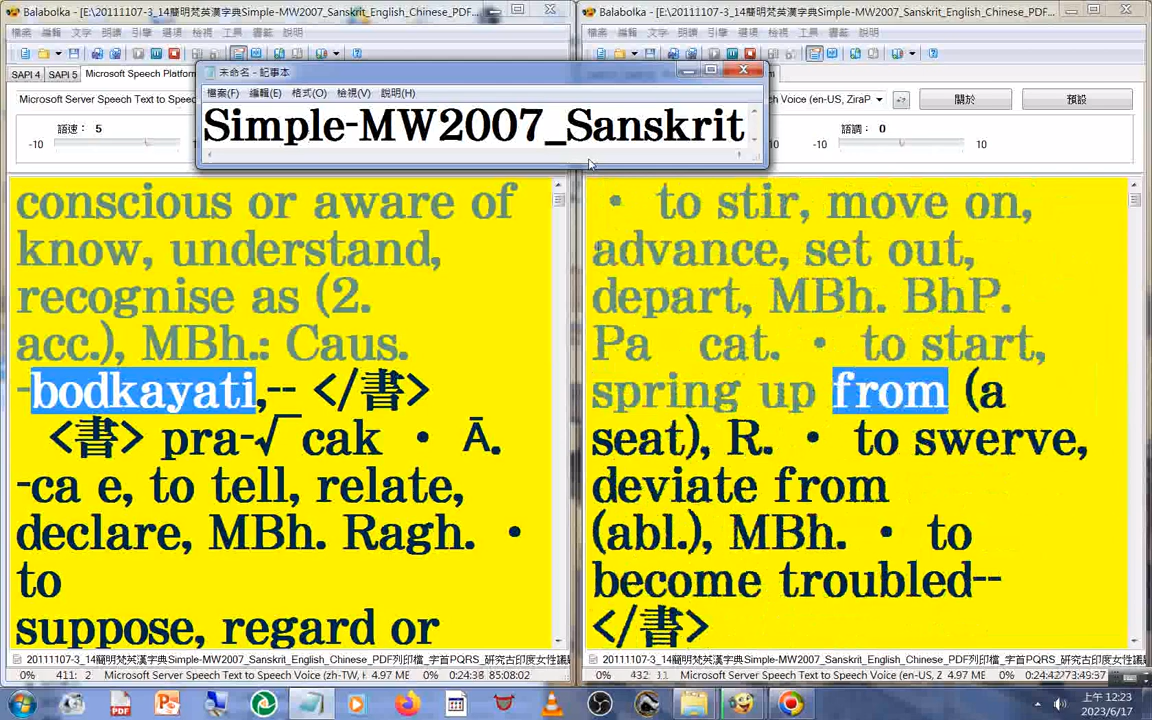 Balabolka - [E:\20111107-3_14簡明梵英漢字典Simple-MW2007_Sanskrit_English_Chinese_PDF...
檔案 編輯 文字 朗讀 引擎 選項 檢視 工具 書籤 說明
SAPI 4 SAPI 5 Microsoft Speech Platform
Microsoft Server Speech Text to Spee
語速： 5
-10
conscious or aware of
know, understand,
recognise as (2.
acc.), MBh.: Caus.
-bodkayati,-- </書>
<書> pra-√ cak • Ā.
-ca e, to tell, relate,
declare, MBh. Ragh. •
to
suppose, regard or
20111107-3_14簡明梵英漢字典Simple-MW2007_Sanskrit_English_Chinese_PDF列印檔_字首PQRS_研究古印度女性議
0% 411: 2 Microsoft Server Speech Text to Speech Voice (zh-TW, H 4.97 ME 0% 0:24:38 85:08:02
未命名 - 記事本
檔案(F) 編輯(E) 格式(O) 檢視(V) 說明(H)
Simple-MW2007_Sanskrit
Balabolka - [E:\20111107-3_14簡明梵英漢字典Simple-MW2007_Sanskrit_English_Chinese_PDF...
檔案 編輯 文字 朗讀 引擎 選項 檢視 工具 書籤 說明
Voice (en-US, ZiraP 關於 預設
語調： 0
-10 10
• to stir, move on,
advance, set out,
depart, MBh. BhP.
Pa cat. • to start,
spring up from (a
seat), R. • to swerve,
deviate from
(abl.), MBh. • to
become troubled--
</書>
20111107-3_14簡明梵英漢字典Simple-MW2007_Sanskrit_English_Chinese_PDF列印檔_字首PQRS_研究古印度女性議
0% 432: 11 Microsoft Server Speech Text to Speech Voice (en-US, Z 4.97 ME 0% 0:24:42 73:49:37
上午 12:23
2023/6/17